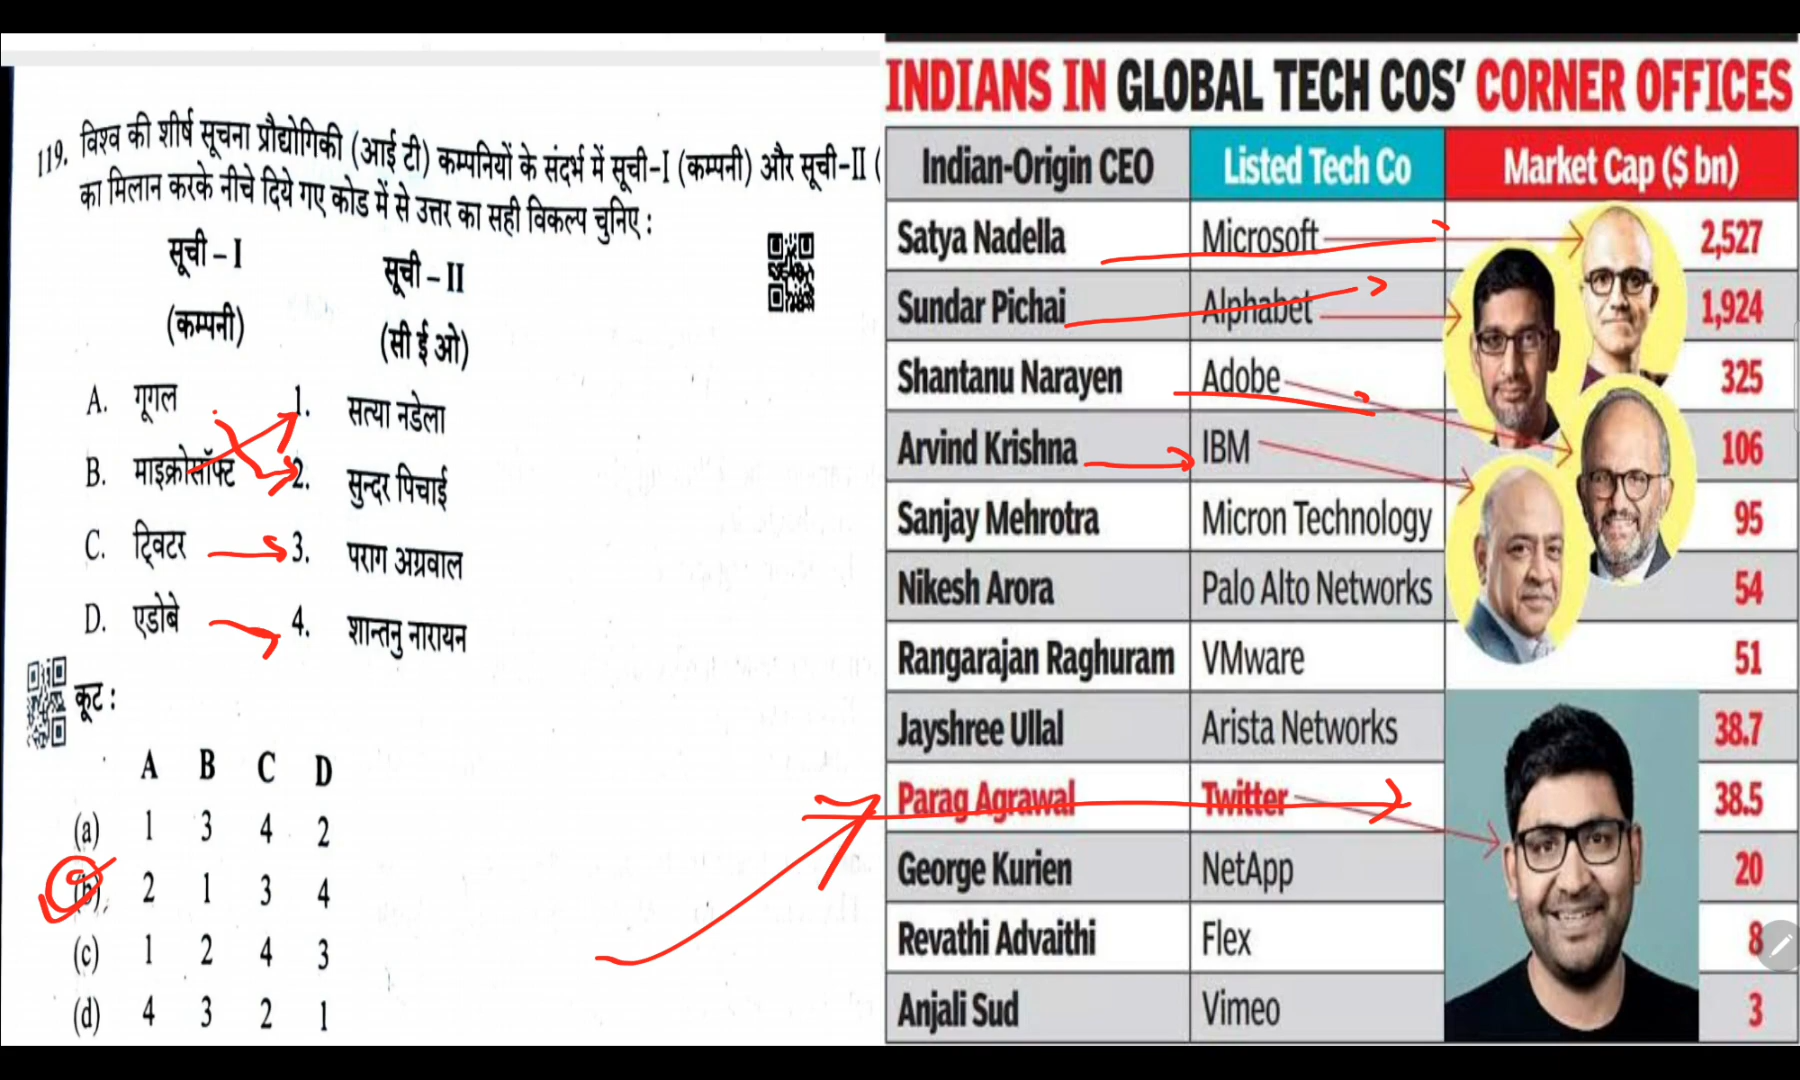 119. विश्व की शीर्ष सूचना प्रौद्योगिकी (आई टी) कम्पनियों के संदर्भ में सूची-I (कम्पनी) और सूची-II (
का मिलान करके नीचे दिये गए कोड में से उत्तर का सही विकल्प चुनिए :
सूची – I सूची – II
(कम्पनी) (सी ई ओ)
A. गूगल 1. सत्या नडेला
B. माइक्रोसॉफ्ट 2. सुन्दर पिचाई
C. ट्विटर 3. पराग अग्रवाल
D. एडोबे 4. शान्तनु नारायन
कूट :
A B C D
(a) 1 3 4 2
(b) 2 1 3 4
(c) 1 2 4 3
(d) 4 3 2 1
INDIANS IN GLOBAL TECH COS' CORNER OFFICES
Indian-Origin CEO Listed Tech Co Market Cap ($ bn)
Satya Nadella Microsoft 2,527
Sundar Pichai Alphabet 1,924
Shantanu Narayen Adobe 325
Arvind Krishna IBM 106
Sanjay Mehrotra Micron Technology 95
Nikesh Arora Palo Alto Networks 54
Rangarajan Raghuram VMware 51
Jayshree Ullal Arista Networks 38.7
Parag Agrawal Twitter 38.5
George Kurien NetApp 20
Revathi Advaithi Flex 8
Anjali Sud Vimeo 3